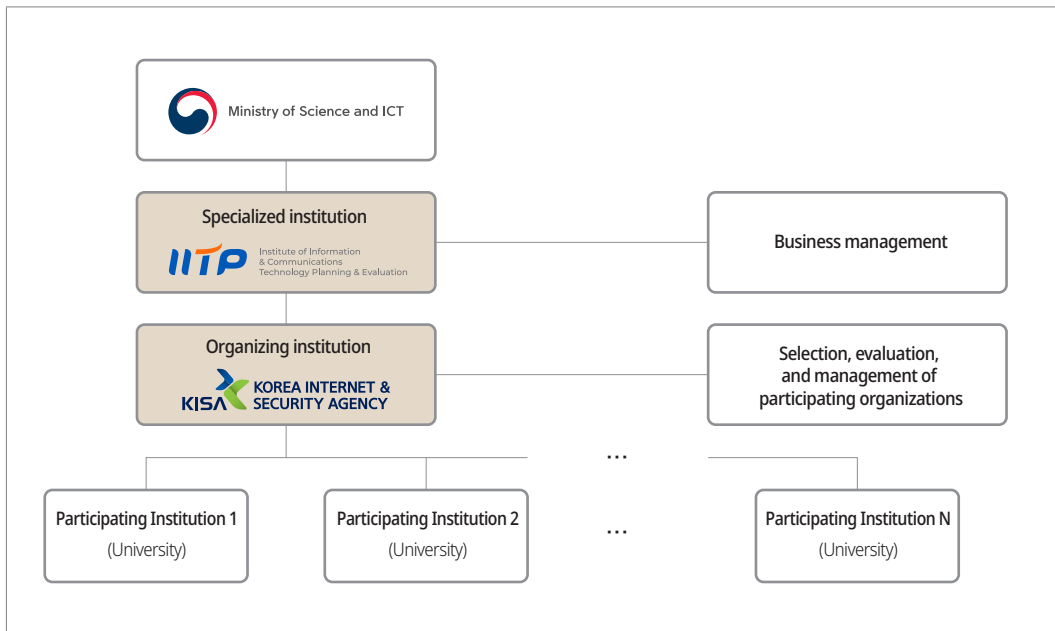 Ministry of Science and ICT
Specialized institution
IITP
Institute of Information
& Communications
Technology Planning & Evaluation
Business management
Organizing institution
KISA
KOREA INTERNET &
SECURITY AGENCY
Selection, evaluation,
and management of
participating organizations
...
Participating Institution 1
(University)
Participating Institution 2
(University)
...
Participating Institution N
(University)